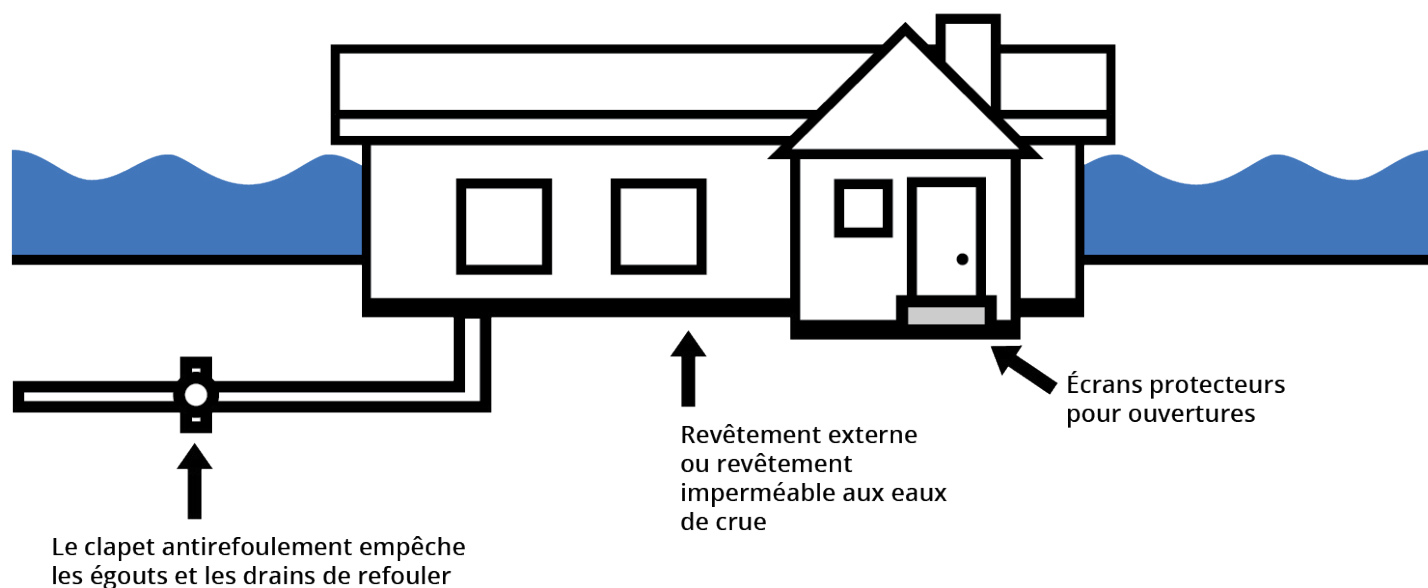 Écrans protecteurs
pour ouvertures
Revêtement externe
ou revêtement
imperméable aux eaux
de crue
Le clapet antirefoulement empêche
les égouts et les drains de refouler